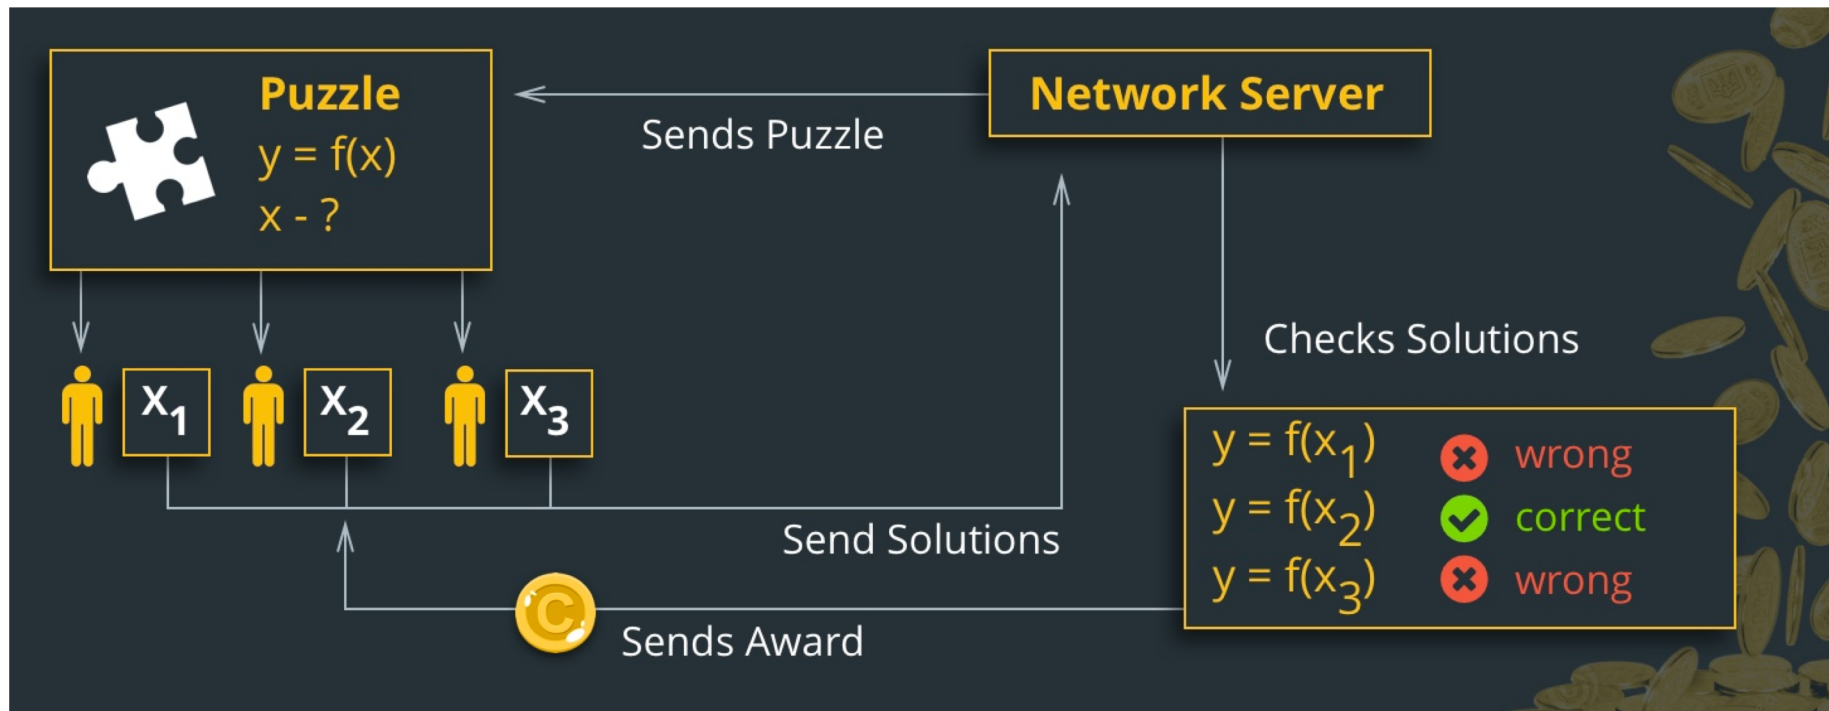 Puzzle
y = f(x)
x - ?
Sends Puzzle
Network Server
Checks Solutions
X1
X2
X3
Send Solutions
y = f(x1) wrong
y = f(x2) correct
y = f(x3) wrong
C
Sends Award